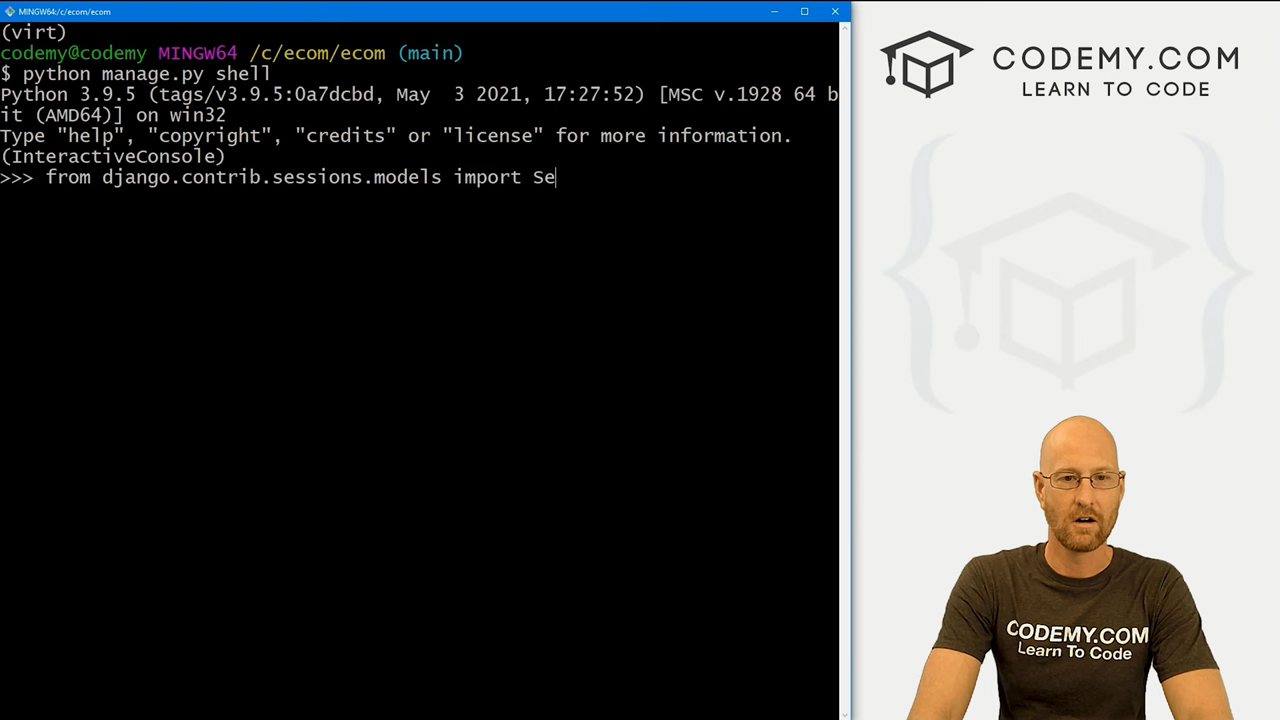 MINGW64:/c/ecom/ecom
(virt)
codemy@codemy MINGW64 /c/ecom/ecom (main)
$ python manage.py shell
Python 3.9.5 (tags/v3.9.5:0a7dcbd, May  3 2021, 17:27:52) [MSC v.1928 64 b
it (AMD64)] on win32
Type "help", "copyright", "credits" or "license" for more information.
(InteractiveConsole)
>>> from django.contrib.sessions.models import Se
CODEMY.COM
LEARN TO CODE
CODEMY.COM
Learn To Code